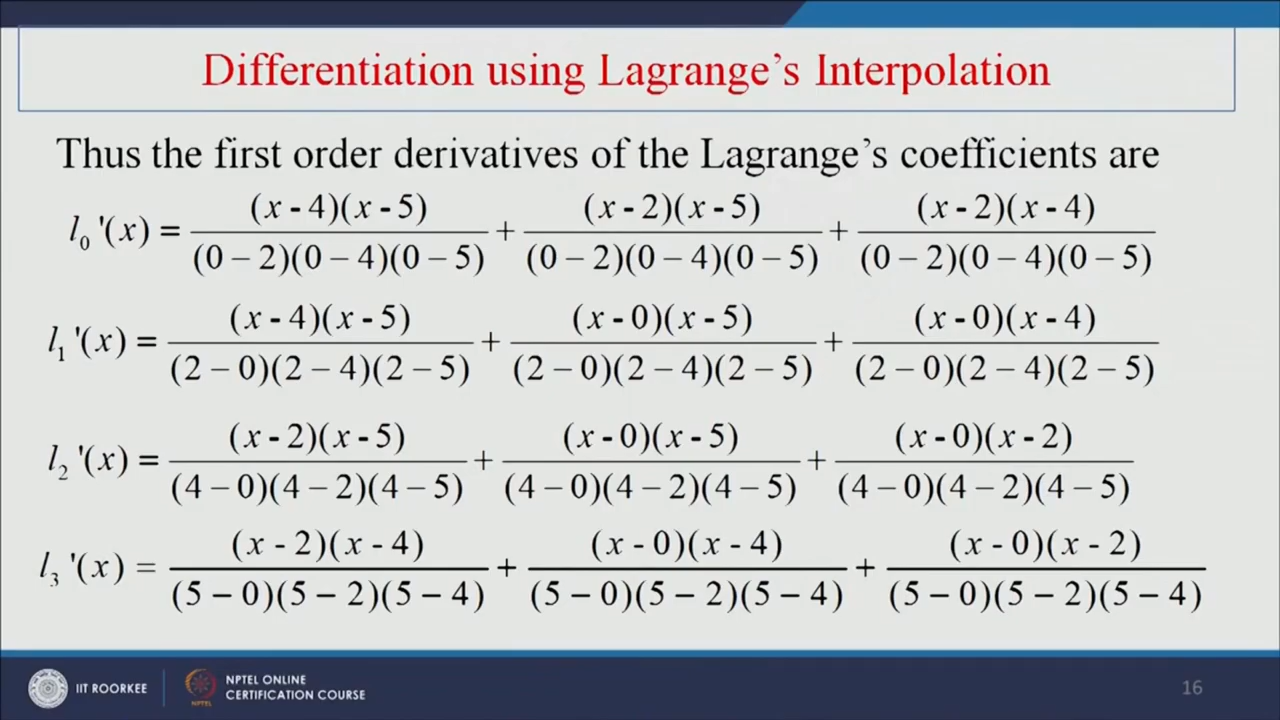 Differentiation using Lagrange's Interpolation
Thus the first order derivatives of the Lagrange's coefficients are
l₀'(x) = (x - 4)(x - 5)/(0 – 2)(0 – 4)(0 – 5) + (x - 2)(x - 5)/(0 – 2)(0 – 4)(0 – 5) + (x - 2)(x - 4)/(0 – 2)(0 – 4)(0 – 5)
l₁'(x) = (x - 4)(x - 5)/(2 – 0)(2 – 4)(2 – 5) + (x - 0)(x - 5)/(2 – 0)(2 – 4)(2 – 5) + (x - 0)(x - 4)/(2 – 0)(2 – 4)(2 – 5)
l₂'(x) = (x - 2)(x - 5)/(4 – 0)(4 – 2)(4 – 5) + (x - 0)(x - 5)/(4 – 0)(4 – 2)(4 – 5) + (x - 0)(x - 2)/(4 – 0)(4 – 2)(4 – 5)
l₃'(x) = (x - 2)(x - 4)/(5 – 0)(5 – 2)(5 – 4) + (x - 0)(x - 4)/(5 – 0)(5 – 2)(5 – 4) + (x - 0)(x - 2)/(5 – 0)(5 – 2)(5 – 4)
IIT ROORKEE
NPTEL
NPTEL ONLINE
CERTIFICATION COURSE
16